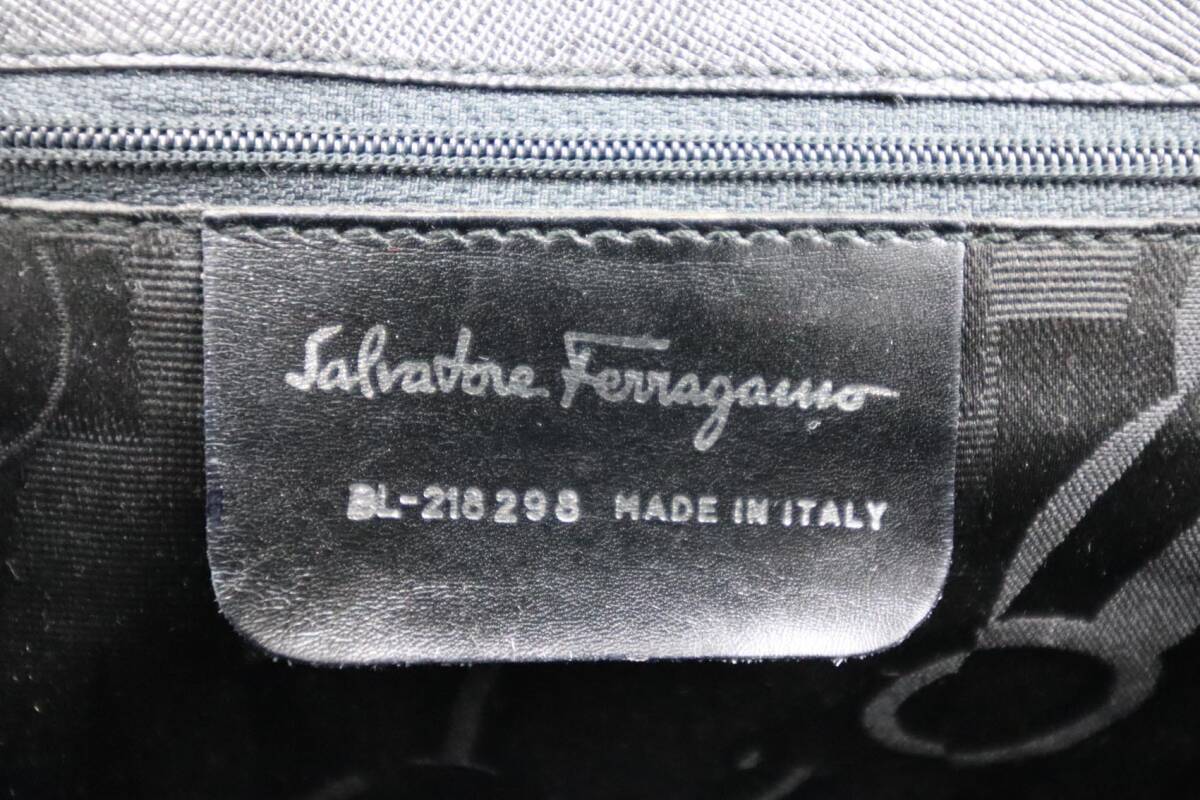 Salvatore Ferragamo
BL-218298 MADE IN ITALY